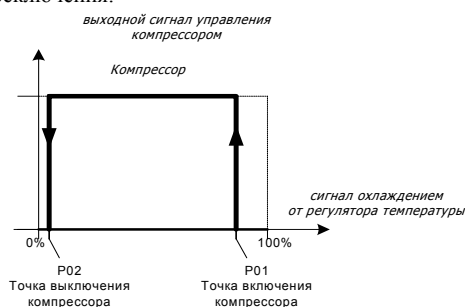 выходной сигнал управления
компрессором
Компрессор
сигнал охлаждением
от регулятора температуры
0%
100%
P02
Точка выключения
компрессора
P01
Точка включения
компрессора